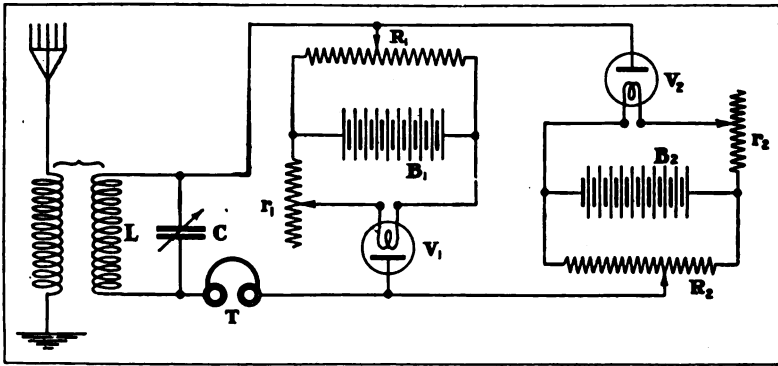 R₁
V₂
r₂
B₁
B₂
r₁
L
C
V₁
R₂
T